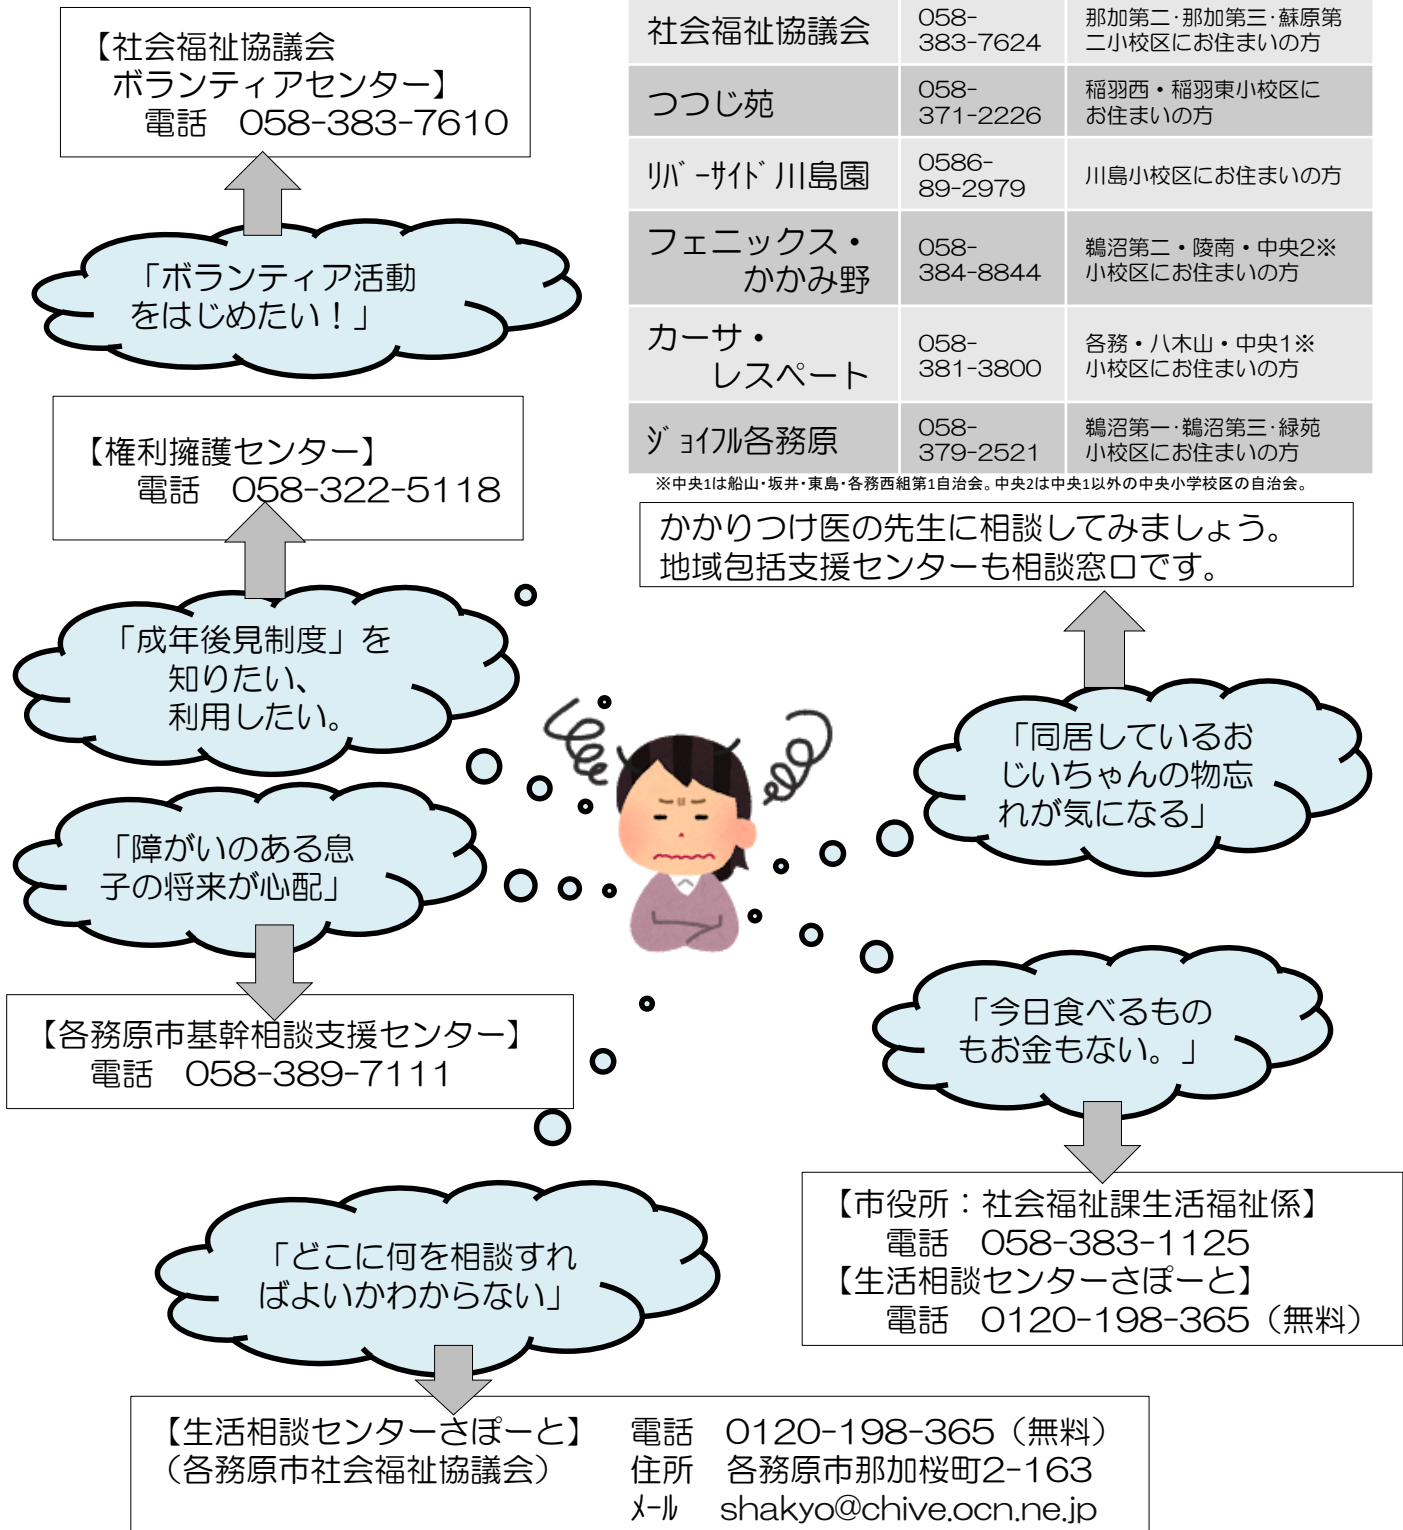 【社会福祉協議会
ボランティアセンター】
電話　058-383-7610
「ボランティア活動
をはじめたい！」
【権利擁護センター】
電話　058-322-5118
「成年後見制度」を
知りたい、
利用したい。
「障がいのある息
子の将来が心配」
【各務原市基幹相談支援センター】
電話　058-389-7111
社会福祉協議会
058-
383-7624
那加第二･那加第三･蘇原第
二小校区にお住まいの方
つつじ苑
058-
371-2226
稲羽西・稲羽東小校区に
お住まいの方
ﾘﾊﾞｰｻｲﾄﾞ川島園
0586-
89-2979
川島小校区にお住まいの方
フェニックス・
かかみ野
058-
384-8844
鵜沼第二・陵南・中央2※
小校区にお住まいの方
カーサ・
レスペート
058-
381-3800
各務・八木山・中央1※
小校区にお住まいの方
ｼﾞｮｲﾌﾙ各務原
058-
379-2521
鵜沼第一･鵜沼第三･緑苑
小校区にお住まいの方
※中央1は船山･坂井･東島･各務西組第1自治会。中央2は中央1以外の中央小学校区の自治会。
かかりつけ医の先生に相談してみましょう。
地域包括支援センターも相談窓口です。
「同居しているお
じいちゃんの物忘
れが気になる」
「今日食べるもの
もお金もない。」
【市役所：社会福祉課生活福祉係】
電話　058-383-1125
【生活相談センターさぽーと】
電話　0120-198-365（無料）
「どこに何を相談すれ
ばよいかわからない」
【生活相談センターさぽーと】　電話　0120-198-365（無料）
（各務原市社会福祉協議会）　住所　各務原市那加桜町2-163
ﾒｰﾙ　shakyo@chive.ocn.ne.jp